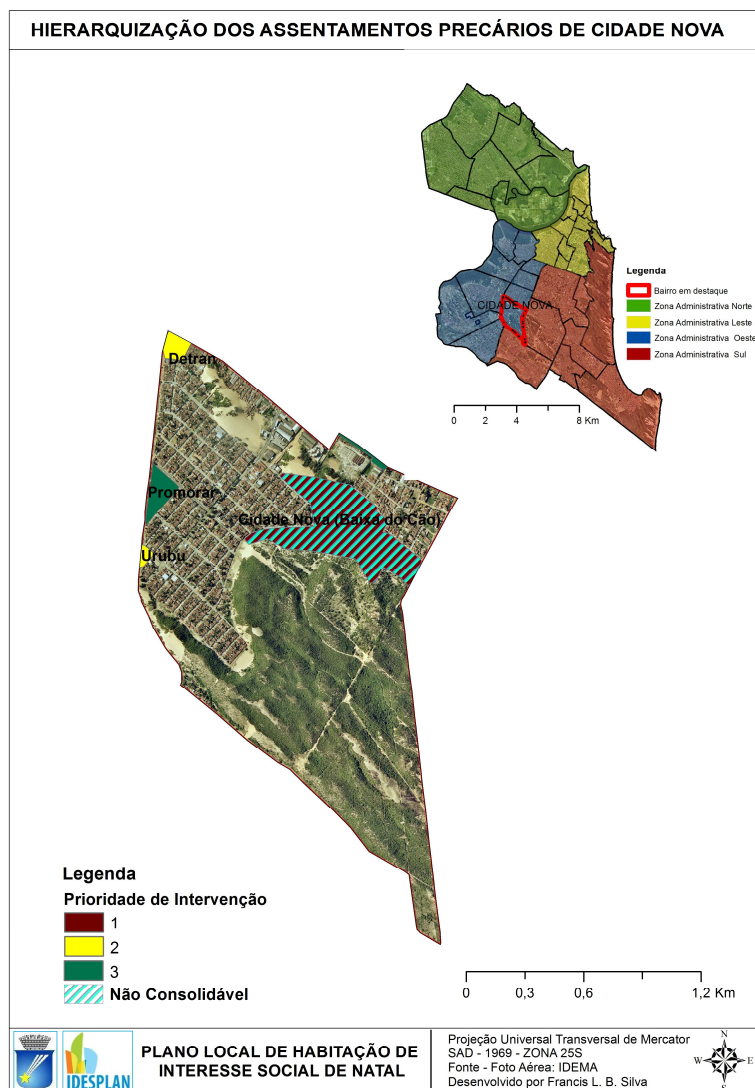 HIERARQUIZAÇÃO DOS ASSENTAMENTOS PRECÁRIOS DE CIDADE NOVA
CIDADE NOVA
Legenda
Bairro em destaque
Zona Administrativa Norte
Zona Administrativa Leste
Zona Administrativa Oeste
Zona Administrativa Sul
0 2 4 8 Km
Detran
Promorar
Cidade Nova (Baixa do Cão)
Urubu
Legenda
Prioridade de Intervenção
1
2
3
Não Consolidável
0 0,3 0,6 1,2 Km
IDESPLAN
PLANO LOCAL DE HABITAÇÃO DE
INTERESSE SOCIAL DE NATAL
Projeção Universal Transversal de Mercator
SAD - 1969 - ZONA 25S
Fonte - Foto Aérea: IDEMA
Desenvolvido por Francis L. B. Silva
N
W E
S